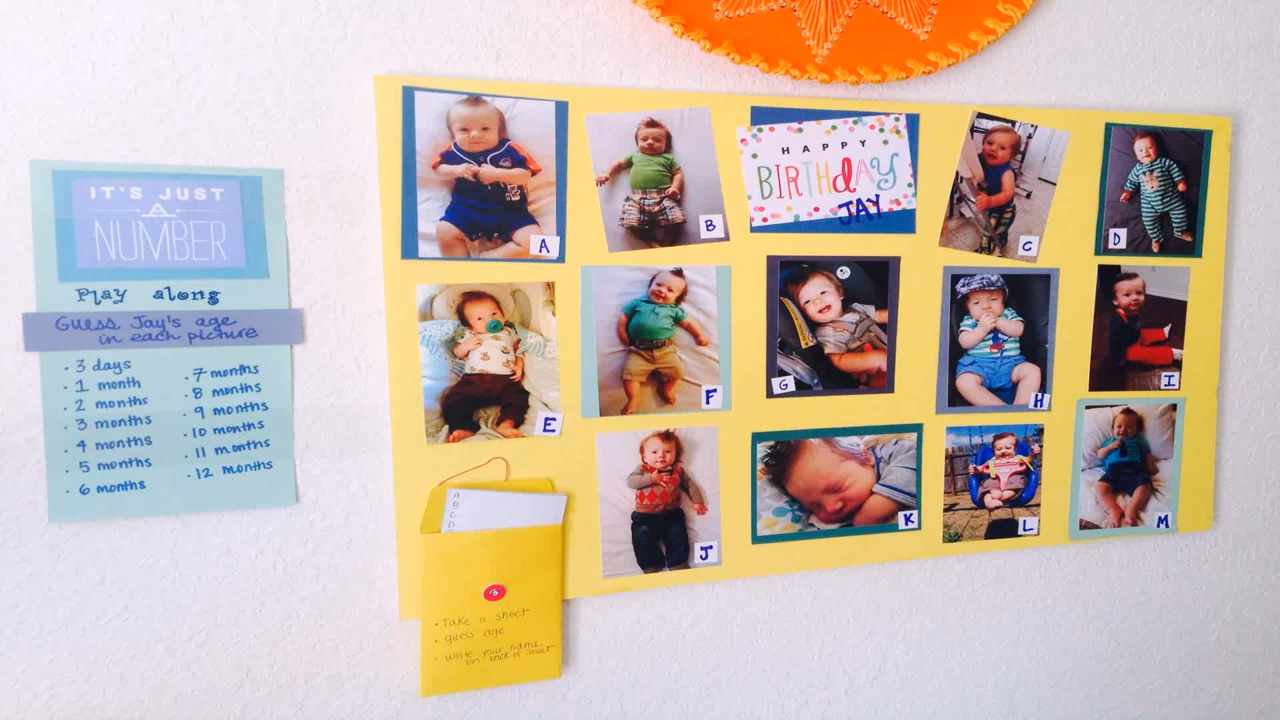 IT'S JUST
A
NUMBER
Play along
Guess Jay's age
in each picture
· 3 days
· 1 month
· 2 months
· 3 months
· 4 months
· 5 months
· 6 months
· 7 months
· 8 months
· 9 months
· 10 months
· 11 months
· 12 months
HAPPY
BIRTHDAY
JAY
A
B
C
D
E
F
G
H
I
J
K
L
M
A
B
C
D
· Take a sheet
· guess age
· Write your name
on back of sheet